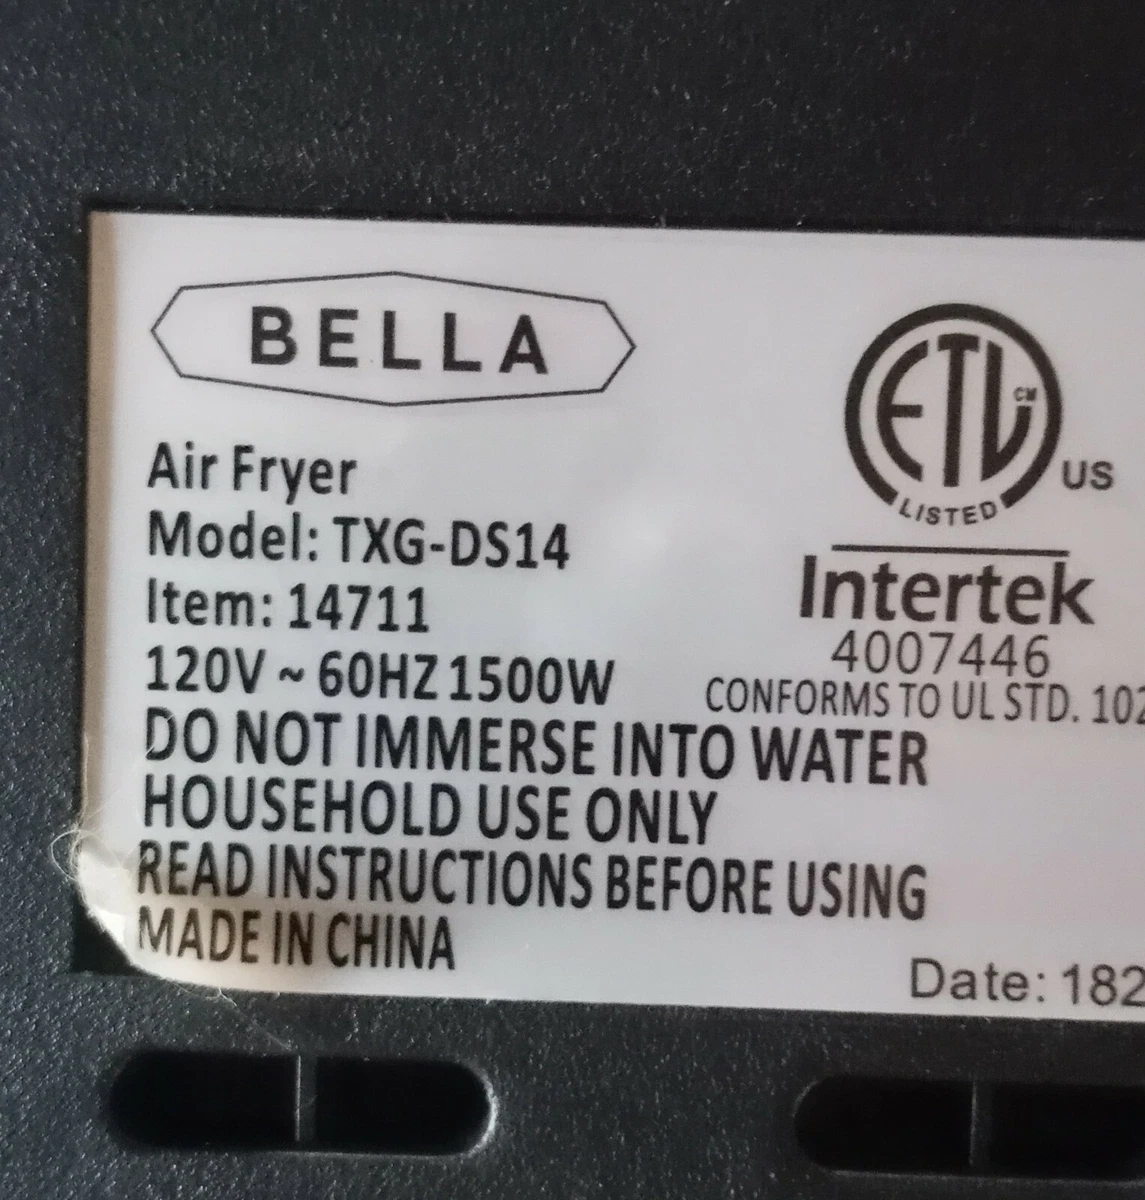 BELLA
Air Fryer
Model: TXG-DS14
Item: 14711
120V ~ 60HZ 1500W
DO NOT IMMERSE INTO WATER
HOUSEHOLD USE ONLY
READ INSTRUCTIONS BEFORE USING
MADE IN CHINA
ETL CM
LISTED
US
Intertek
4007446
CONFORMS TO UL STD. 102
Date: 182